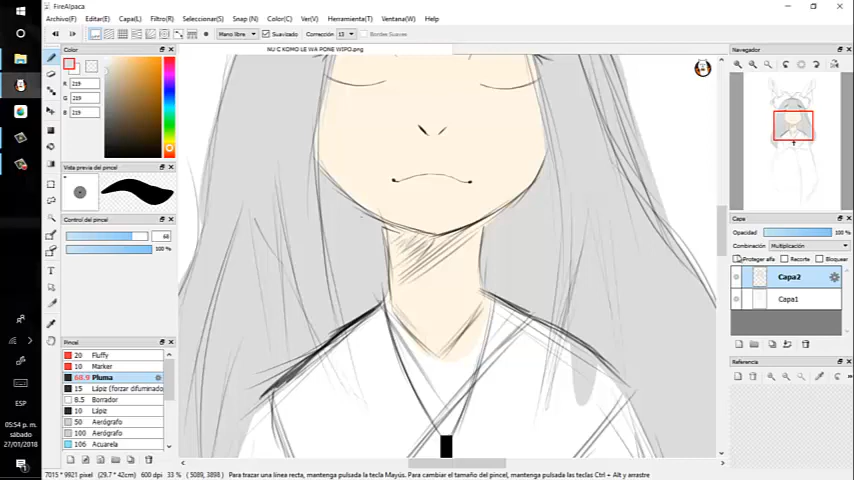 FireAlpaca
Archivo(F) Editar(E) Capa(L) Filtro(R) Seleccionar(S) Snap (N) Color(C) Ver(V) Herramienta(T) Ventana(W) Help
Mano libre Suavizado Corrección 13 Bordes Suaves
NU C KOMO LE WA PONE WIPO.png
Color
R 219
G 219
B 219
Vista previa del pincel
Control del pincel
68
100 %
Pincel
20 Fluffy
10 Marker
68.9 Pluma
15 Lápiz (forzar difuminado
8.5 Borrador
10 Lápiz
50 Aerógrafo
100 Aerógrafo
106 Acuarela
Navegador
Capa
Opacidad 100 %
Combinación Multiplicación
Proteger alfa Recorte Bloquear
Capa2
Capa1
Referencia
ESP
05:54 p. m.
sábado
27/01/2018
7015 * 9921 pixel (29.7 * 42cm) 600 dpi 33 % ( 5089, 3898 ) Para trazar una línea recta, mantenga pulsada la tecla Mayús. Para cambiar el tamaño del pincel, mantenga pulsadas las teclas Ctrl + Alt y arrastre